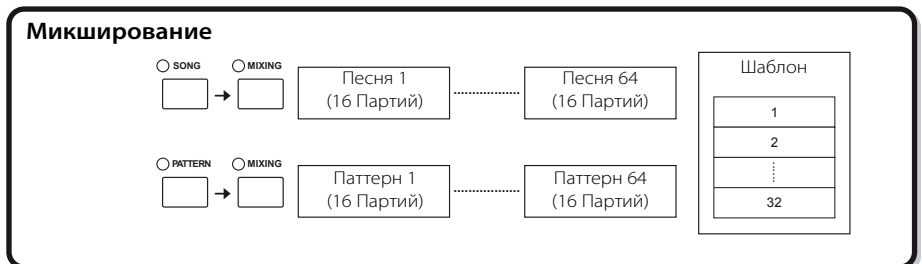 Микширование
SONG MIXING
Песня 1
(16 Партий)
Песня 64
(16 Партий)
PATTERN MIXING
Паттерн 1
(16 Партий)
Паттерн 64
(16 Партий)
Шаблон
1
2
32